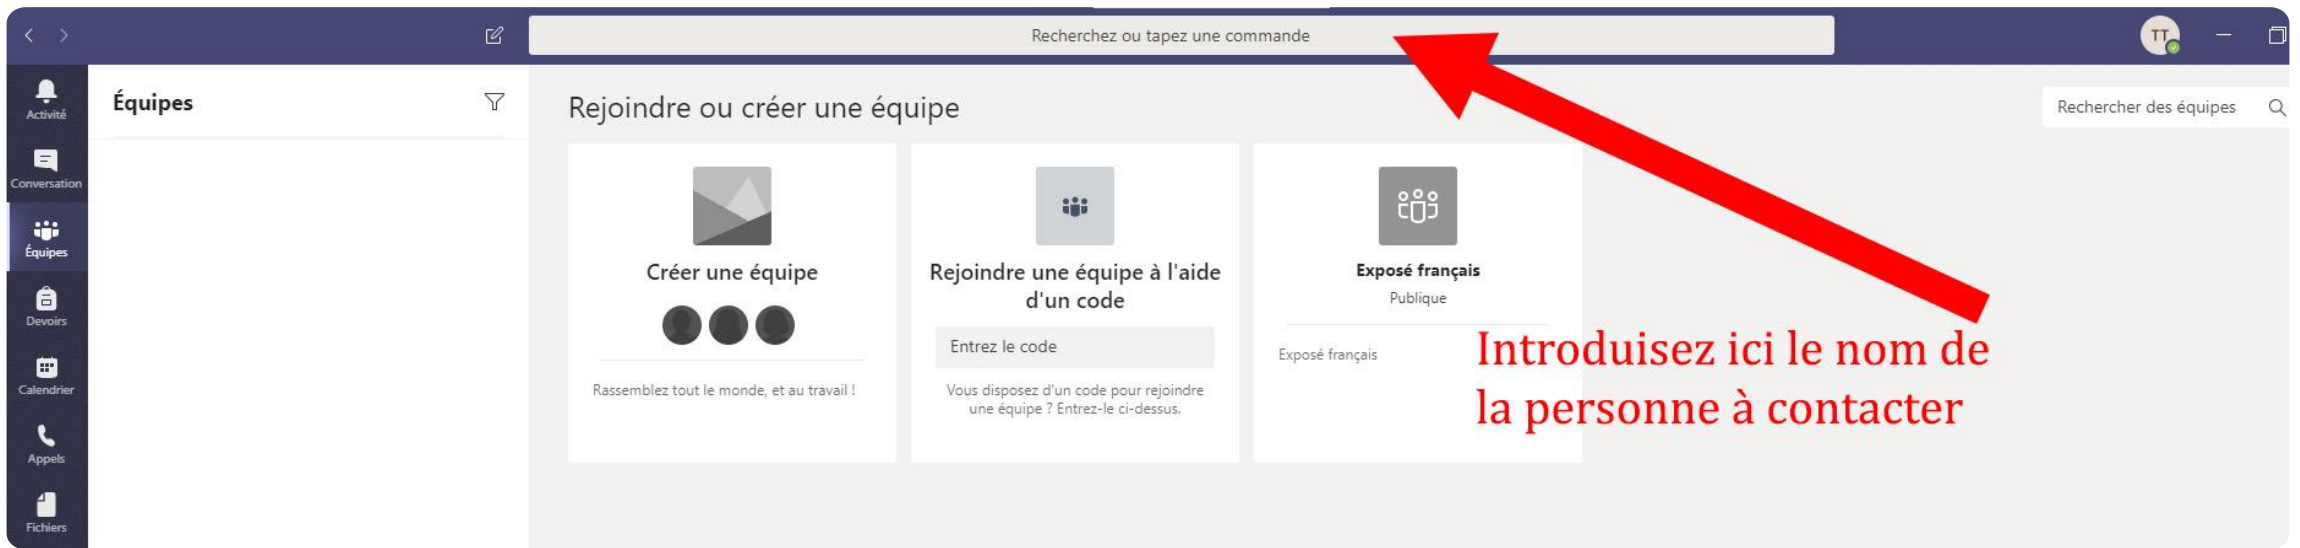 Recherchez ou tapez une commande
TT
Activité
Conversation
Équipes
Devoirs
Calendrier
Appels
Fichiers
Équipes
Rejoindre ou créer une équipe
Rechercher des équipes
Créer une équipe
Rassemblez tout le monde, et au travail !
Rejoindre une équipe à l'aide
d'un code
Entrez le code
Vous disposez d'un code pour rejoindre
une équipe ? Entrez-le ci-dessus.
Exposé français
Publique
Exposé français
Introduisez ici le nom de
la personne à contacter